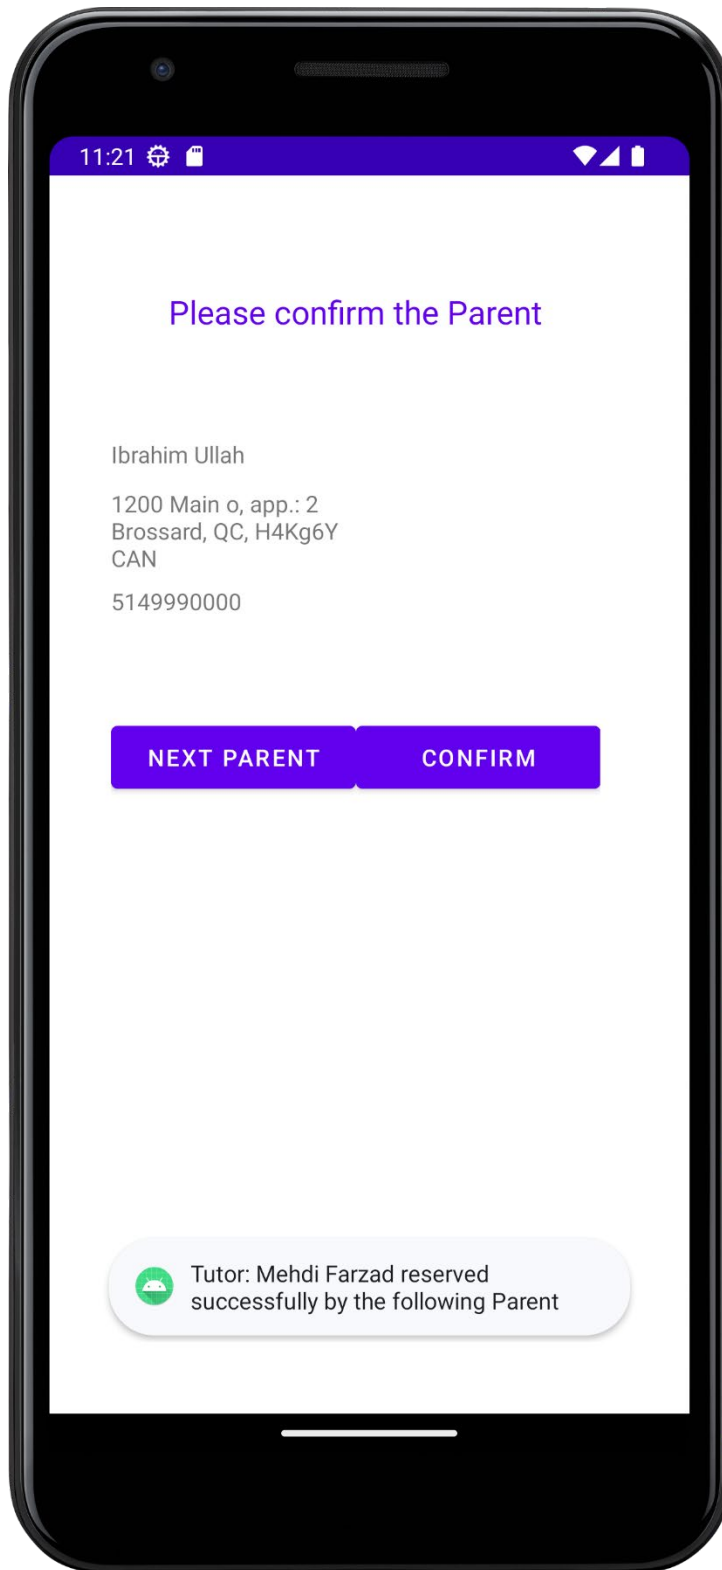 11:21
Please confirm the Parent
Ibrahim Ullah
1200 Main o, app.: 2
Brossard, QC, H4Kg6Y
CAN
5149990000
NEXT PARENT CONFIRM
Tutor: Mehdi Farzad reserved
successfully by the following Parent